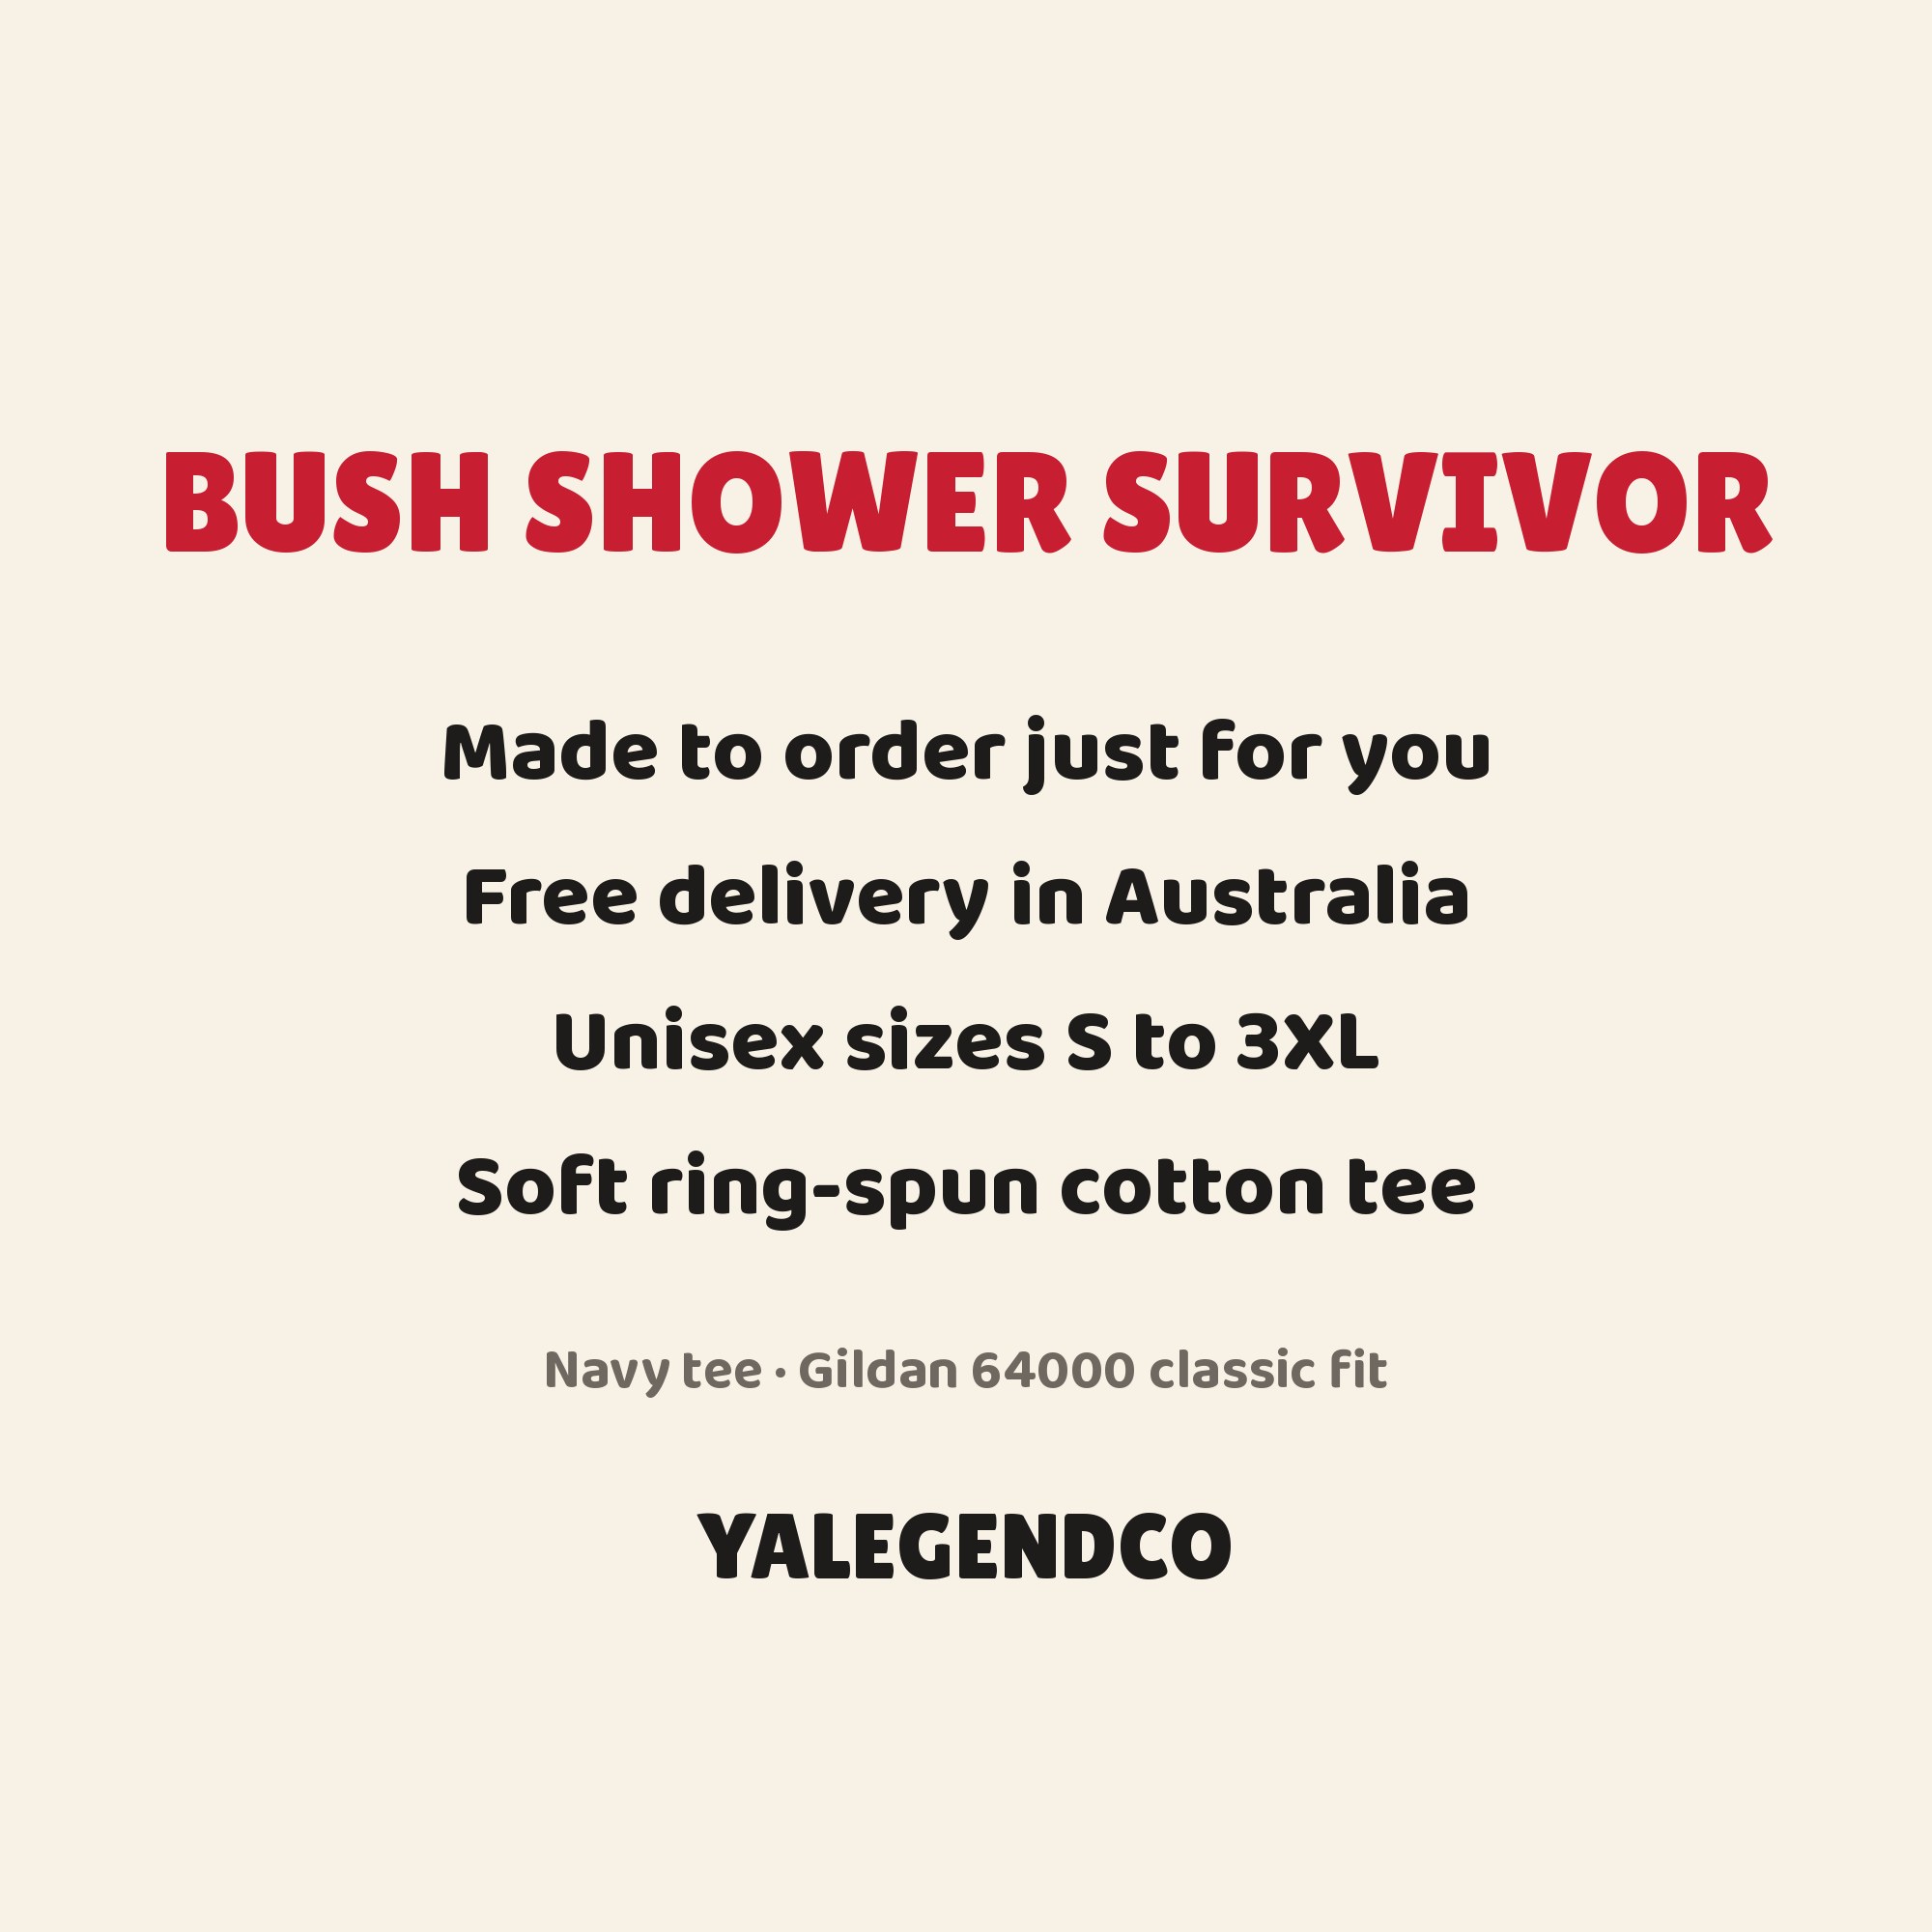 BUSH SHOWER SURVIVOR
Made to order just for you
Free delivery in Australia
Unisex sizes S to 3XL
Soft ring-spun cotton tee
Navy tee · Gildan 64000 classic fit
YALEGENDCO